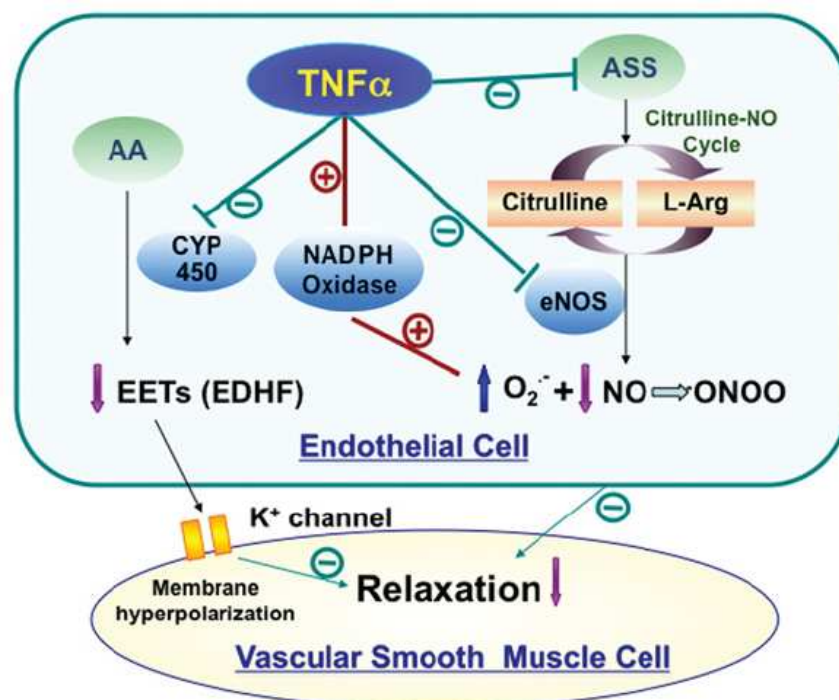 TNFα
ASS
⊖
Citrulline-NO
Cycle
AA
⊕
⊖
Citrulline
L-Arg
⊖
CYP
450
NADPH
Oxidase
eNOS
⊕
EETs (EDHF)
O₂·- + NO ONOO
Endothelial Cell
⊖
K⁺ channel
⊖
Relaxation
Membrane
hyperpolarization
Vascular Smooth Muscle Cell